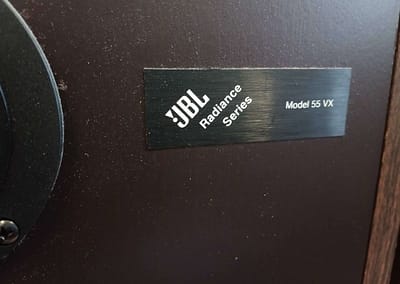 JBL
Radiance
Series
Model 55 VX